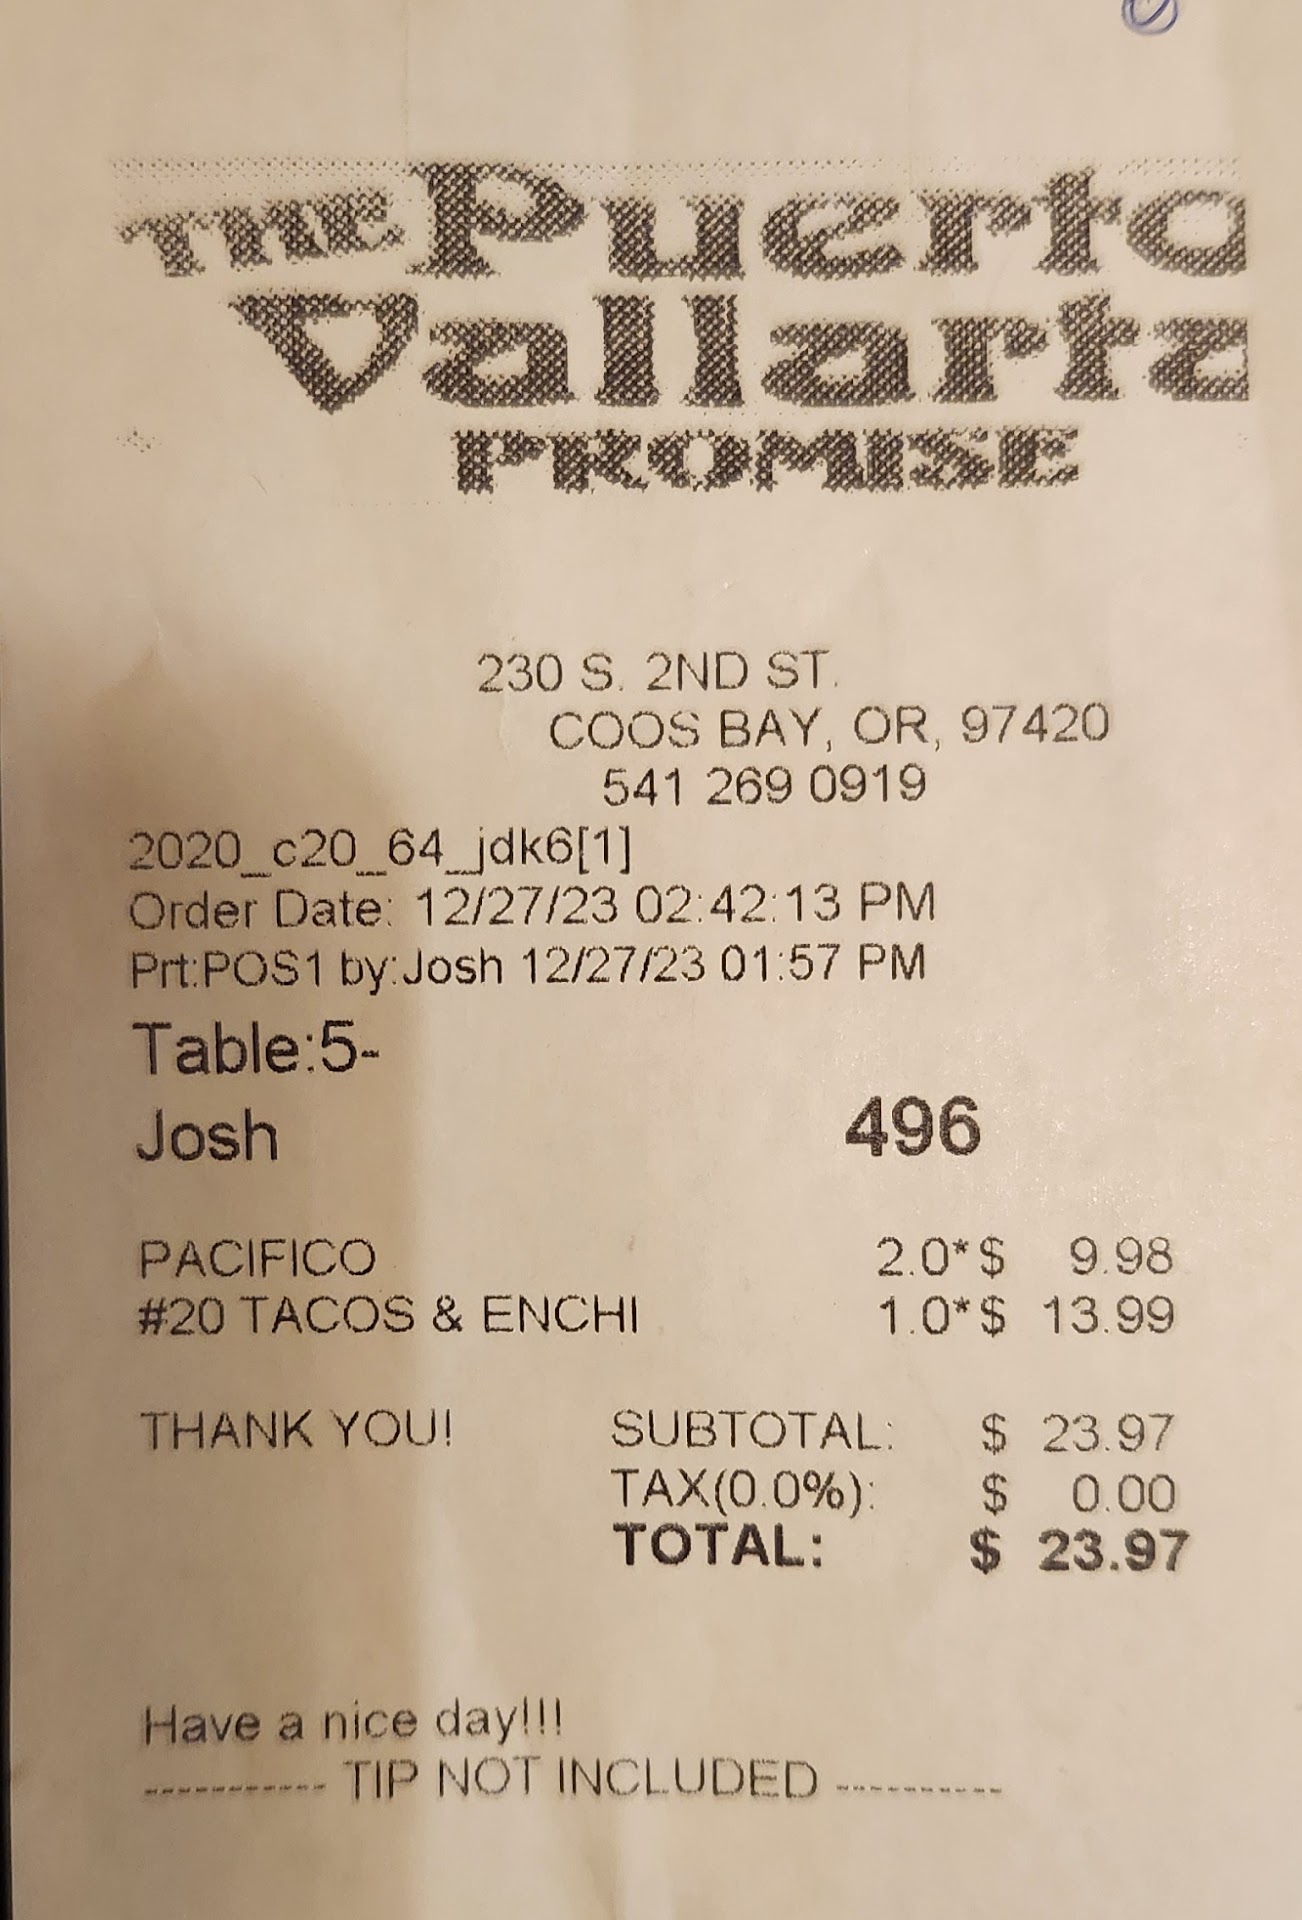 THE Puerto
Vallarta
PROMISE
230 S. 2ND ST.
COOS BAY, OR, 97420
541 269 0919
2020_c20_64_jdk6[1]
Order Date: 12/27/23 02:42:13 PM
Prt:POS1 by:Josh 12/27/23 01:57 PM
Table:5-
Josh 496
PACIFICO 2.0*$ 9.98
#20 TACOS & ENCHI 1.0*$ 13.99
THANK YOU! SUBTOTAL: $ 23.97
TAX(0.0%): $ 0.00
TOTAL: $ 23.97
Have a nice day!!!
----------- TIP NOT INCLUDED ----------